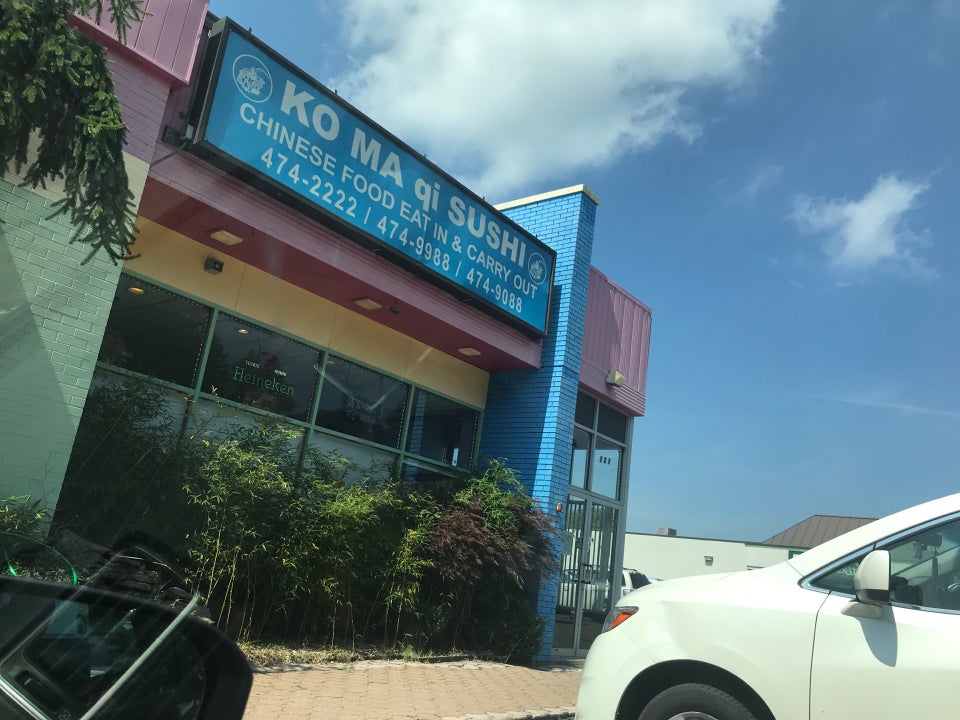 KO MA qi SUSHI
CHINESE FOOD EAT IN & CARRY OUT
474-2222 / 474-9988 / 474-9088
Heineken